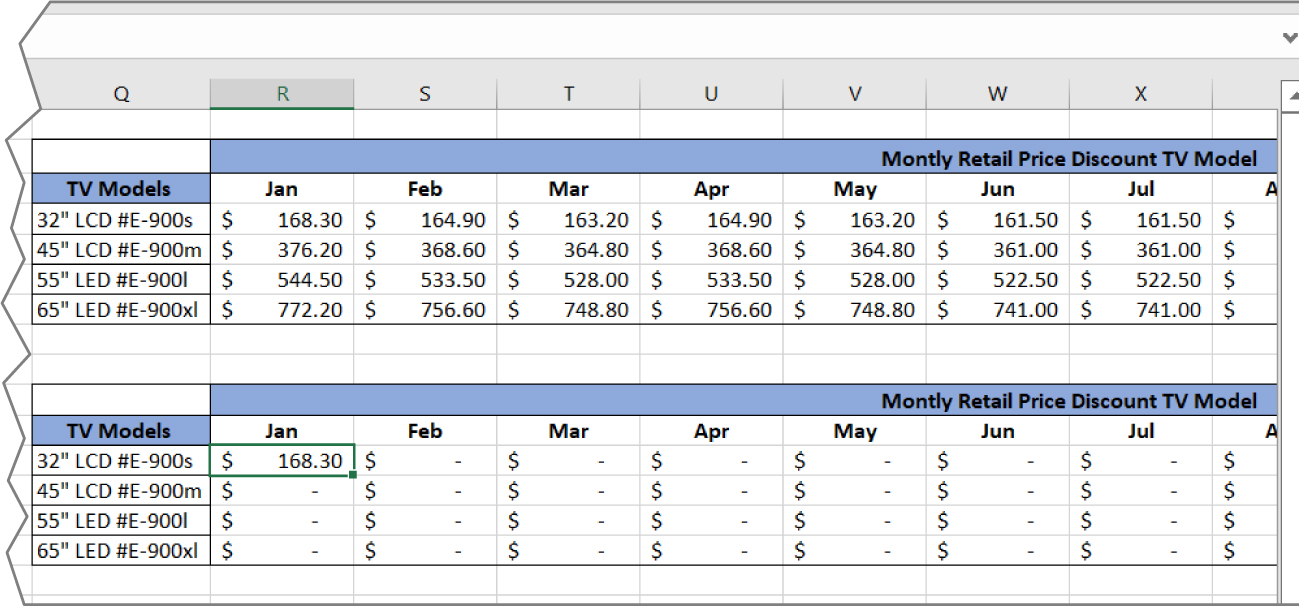 Q R S T U V W X
Montly Retail Price Discount TV Model
TV Models Jan Feb Mar Apr May Jun Jul A
32" LCD #E-900s $ 168.30 $ 164.90 $ 163.20 $ 164.90 $ 163.20 $ 161.50 $ 161.50 $
45" LCD #E-900m $ 376.20 $ 368.60 $ 364.80 $ 368.60 $ 364.80 $ 361.00 $ 361.00 $
55" LED #E-900l $ 544.50 $ 533.50 $ 528.00 $ 533.50 $ 528.00 $ 522.50 $ 522.50 $
65" LED #E-900xl $ 772.20 $ 756.60 $ 748.80 $ 756.60 $ 748.80 $ 741.00 $ 741.00 $
Montly Retail Price Discount TV Model
TV Models Jan Feb Mar Apr May Jun Jul A
32" LCD #E-900s $ 168.30 $ - $ - $ - $ - $ - $ - $
45" LCD #E-900m $ - $ - $ - $ - $ - $ - $ - $
55" LED #E-900l $ - $ - $ - $ - $ - $ - $ - $
65" LED #E-900xl $ - $ - $ - $ - $ - $ - $ - $